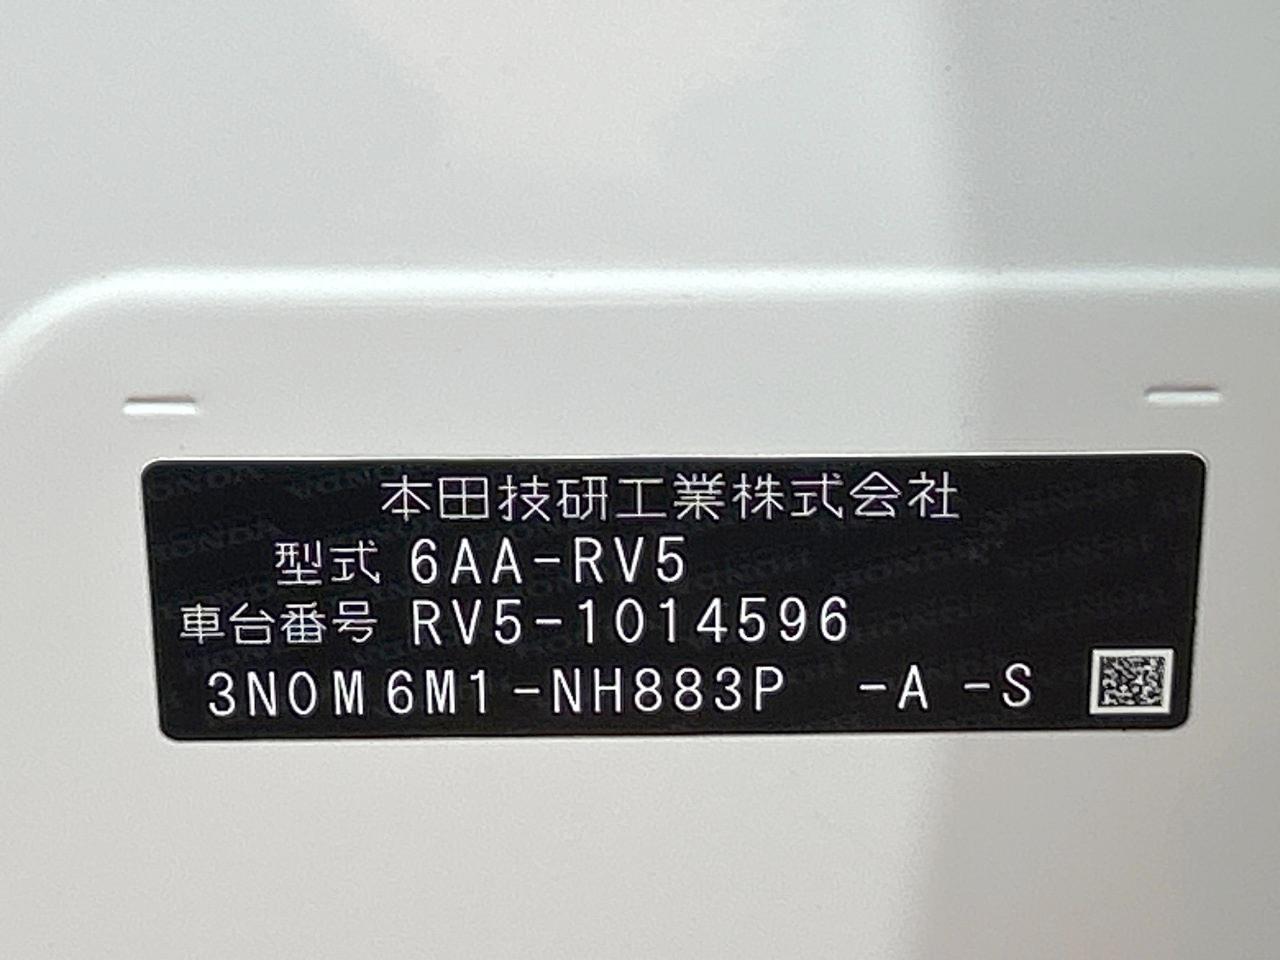 本田技研工業株式会社
型式 6AA-RV5
車台番号 RV5-1014596
3N0M6M1-NH883P -A -S